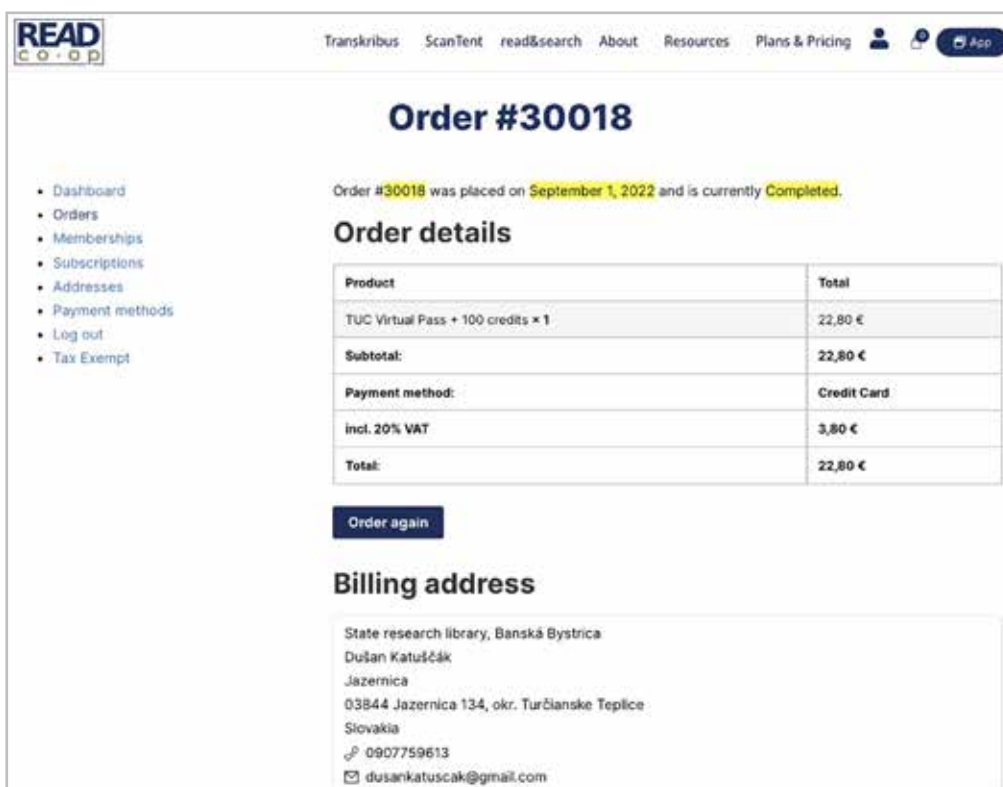 READ
CO-OP
Transkribus ScanTent read&search About Resources Plans & Pricing App
Order #30018
Dashboard
Orders
Memberships
Subscriptions
Addresses
Payment methods
Log out
Tax Exempt
Order #30018 was placed on September 1, 2022 and is currently Completed.
Order details
Product Total
TUC Virtual Pass + 100 credits × 1 22,80 €
Subtotal: 22,80 €
Payment method: Credit Card
incl. 20% VAT 3,80 €
Total: 22,80 €
Order again
Billing address
State research library, Banská Bystrica
Dušan Katuščák
Jazernica
03844 Jazernica 134, okr. Turčianske Teplice
Slovakia
0907759613
dusankatuscak@gmail.com